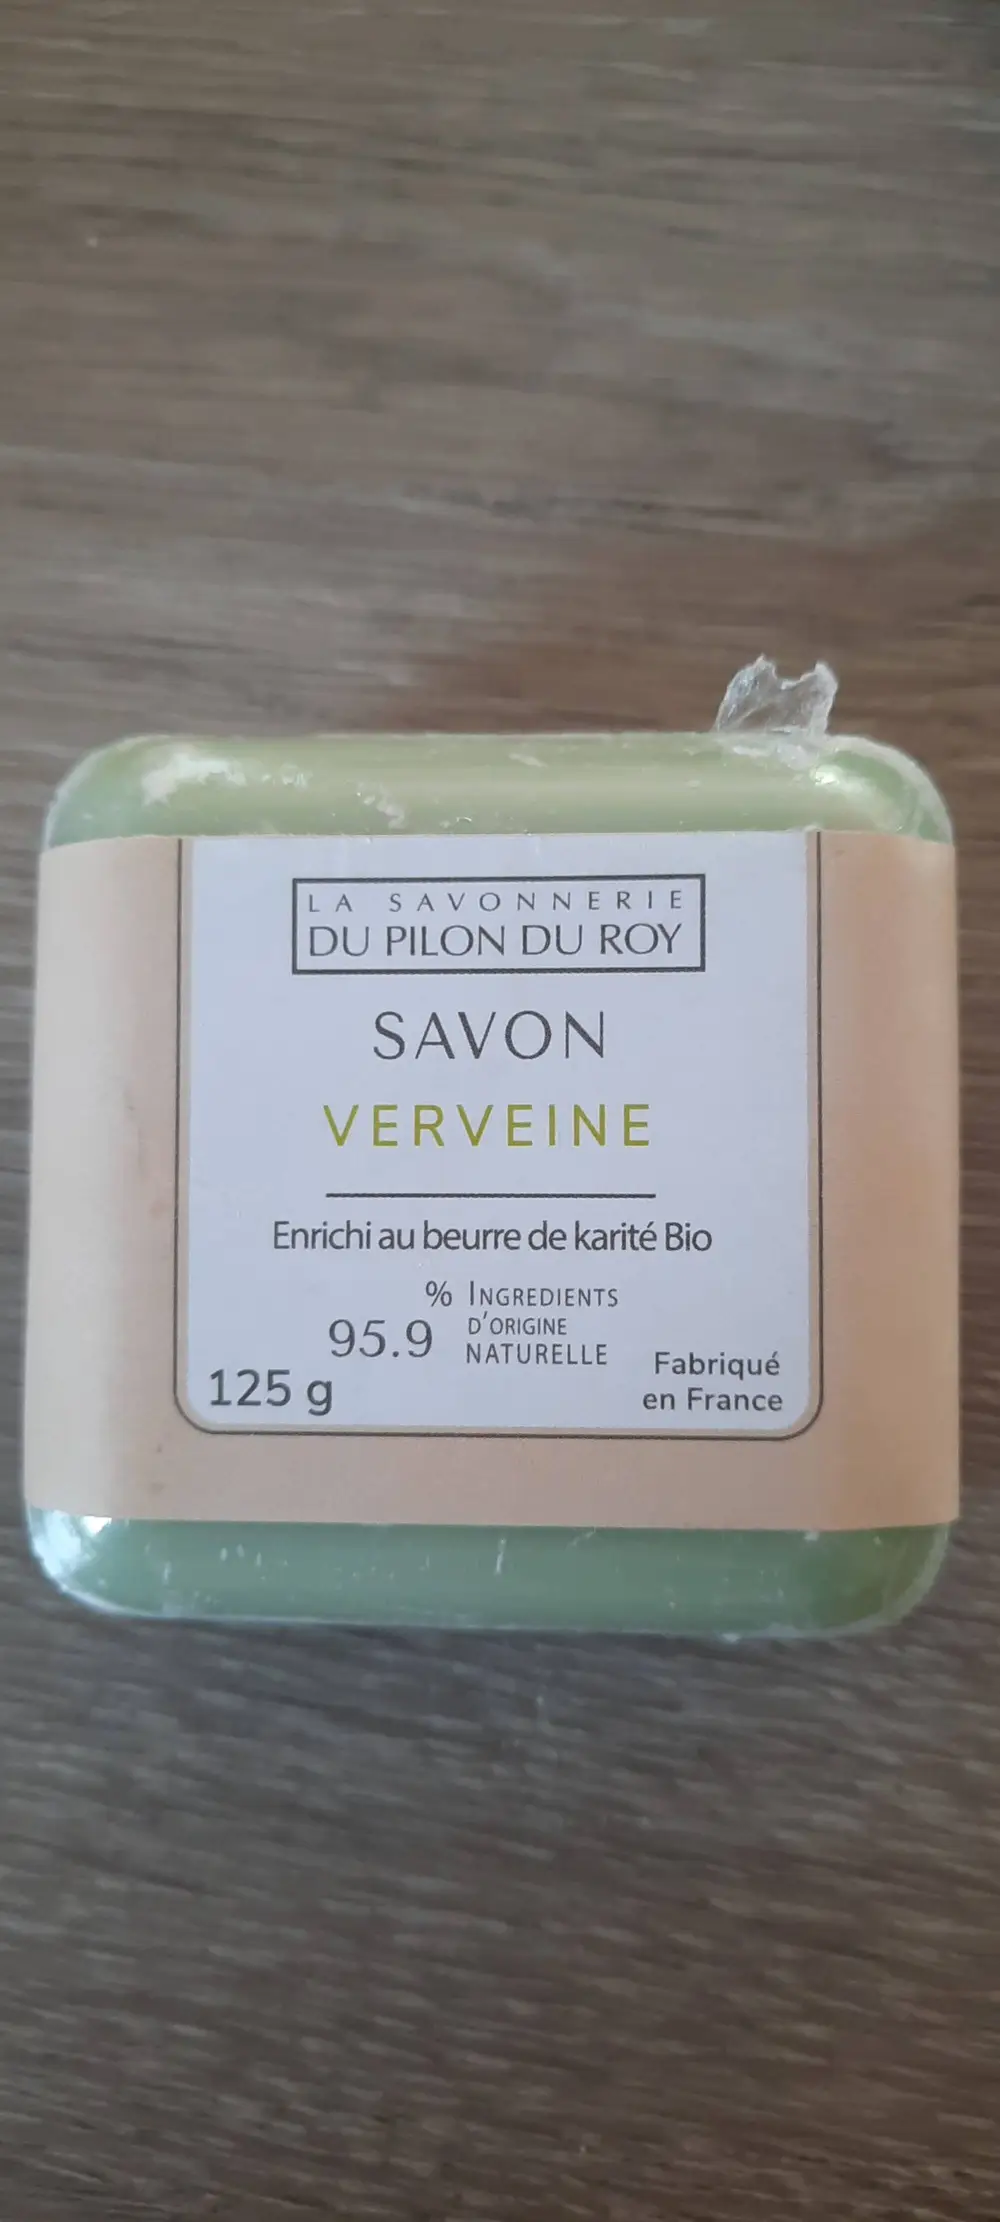 LA SAVONNERIE
DU PILON DU ROY
SAVON
VERVEINE
Enrichi au beurre de karité Bio
% INGREDIENTS
95.9 D'ORIGINE
NATURELLE
125 g
Fabriqué
en France